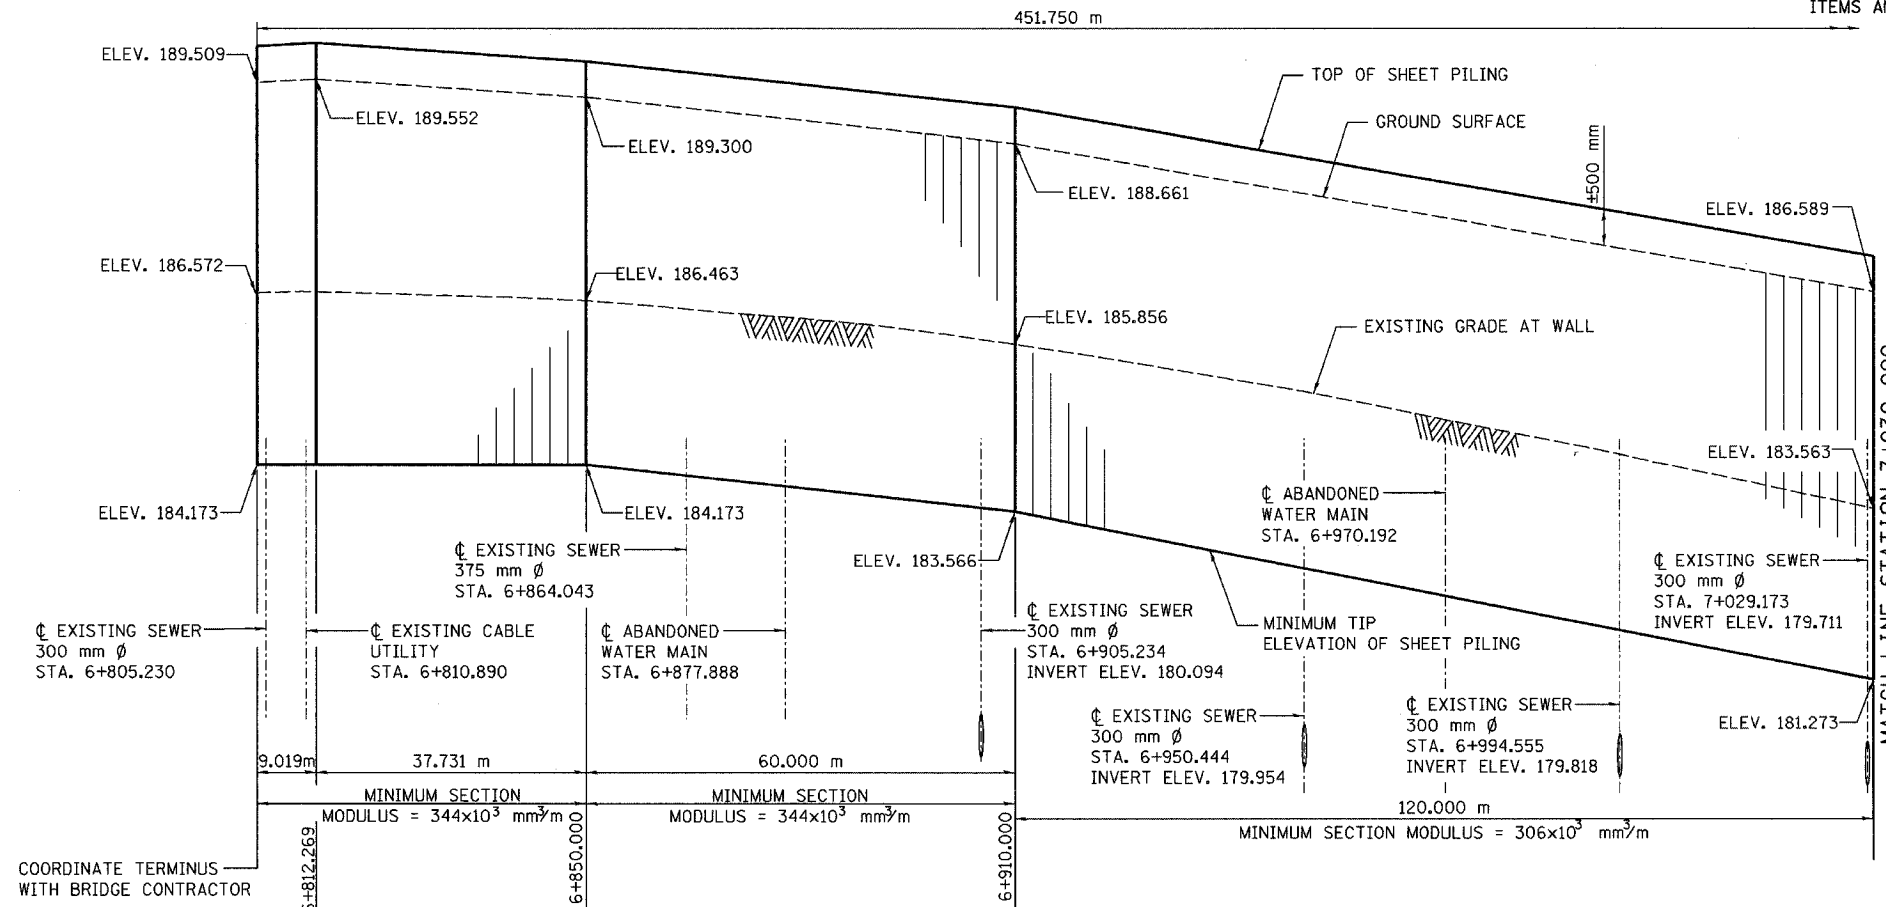 ITEMS
451.750 m
ELEV. 189.509
TOP OF SHEET PILING
ELEV. 189.552
GROUND SURFACE
ELEV. 189.300
±500 mm
ELEV. 188.661
ELEV. 186.589
ELEV. 186.572
ELEV. 186.463
ELEV. 185.856
EXISTING GRADE AT WALL
ELEV. 183.563
ELEV. 184.173
ELEV. 184.173
℄ ABANDONED
WATER MAIN
STA. 6+970.192
℄ EXISTING SEWER
375 mm Ø
STA. 6+864.043
ELEV. 183.566
℄ EXISTING SEWER
300 mm Ø
STA. 7+029.173
INVERT ELEV. 179.711
℄ EXISTING SEWER
300 mm Ø
STA. 6+805.230
℄ EXISTING CABLE
UTILITY
STA. 6+810.890
℄ ABANDONED
WATER MAIN
STA. 6+877.888
℄ EXISTING SEWER
300 mm Ø
STA. 6+905.234
INVERT ELEV. 180.094
MINIMUM TIP
ELEVATION OF SHEET PILING
℄ EXISTING SEWER
300 mm Ø
STA. 6+950.444
INVERT ELEV. 179.954
℄ EXISTING SEWER
300 mm Ø
STA. 6+994.555
INVERT ELEV. 179.818
ELEV. 181.273
9.019m
37.731 m
60.000 m
120.000 m
MINIMUM SECTION
MODULUS = 344x10³ mm³/m
MINIMUM SECTION
MODULUS = 344x10³ mm³/m
MINIMUM SECTION MODULUS = 306x10³ mm³/m
COORDINATE TERMINUS
WITH BRIDGE CONTRACTOR
6+812.269
6+850.000
6+910.000